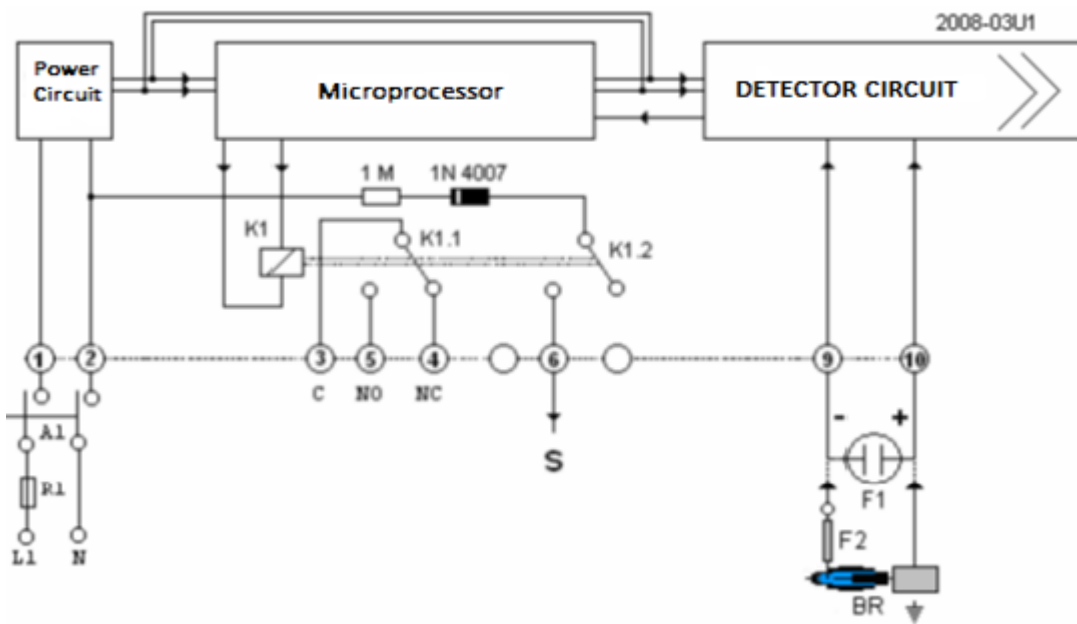 2008-03U1
Power
Circuit
Microprocessor
DETECTOR CIRCUIT
1 M
1N 4007
K1
K1.1
K1.2
1
2
3
5
4
6
9
10
C
NO
NC
A1
S
-
+
F1
R1
F2
L1
N
BR